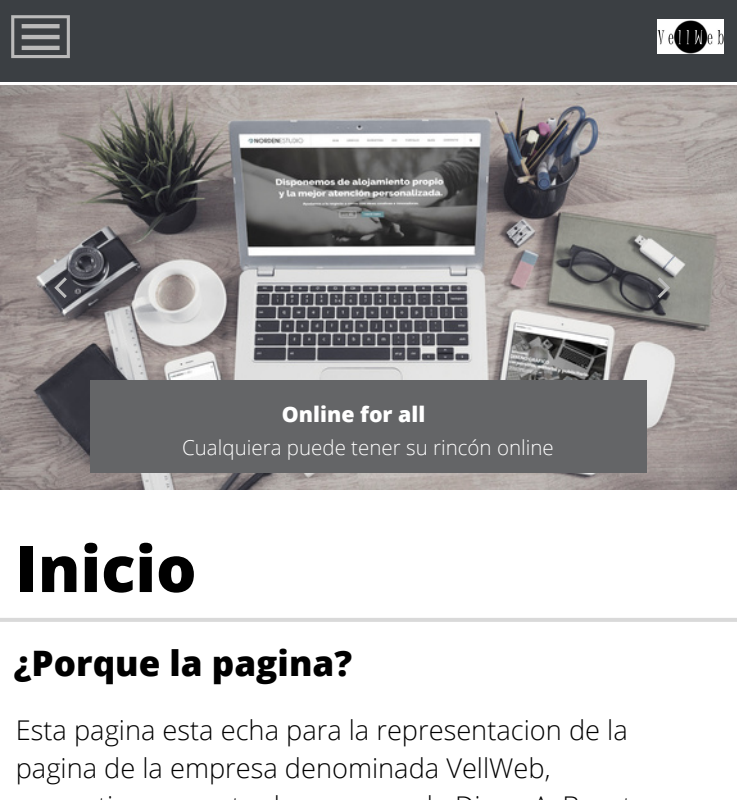 VellWeb
NORDENESTUDIO
Disponemos de alojamiento propio
y la mejor atención personalizada.
Online for all
Cualquiera puede tener su rincón online
Inicio
¿Porque la pagina?
Esta pagina esta echa para la representacion de la
pagina de la empresa denominada VellWeb,